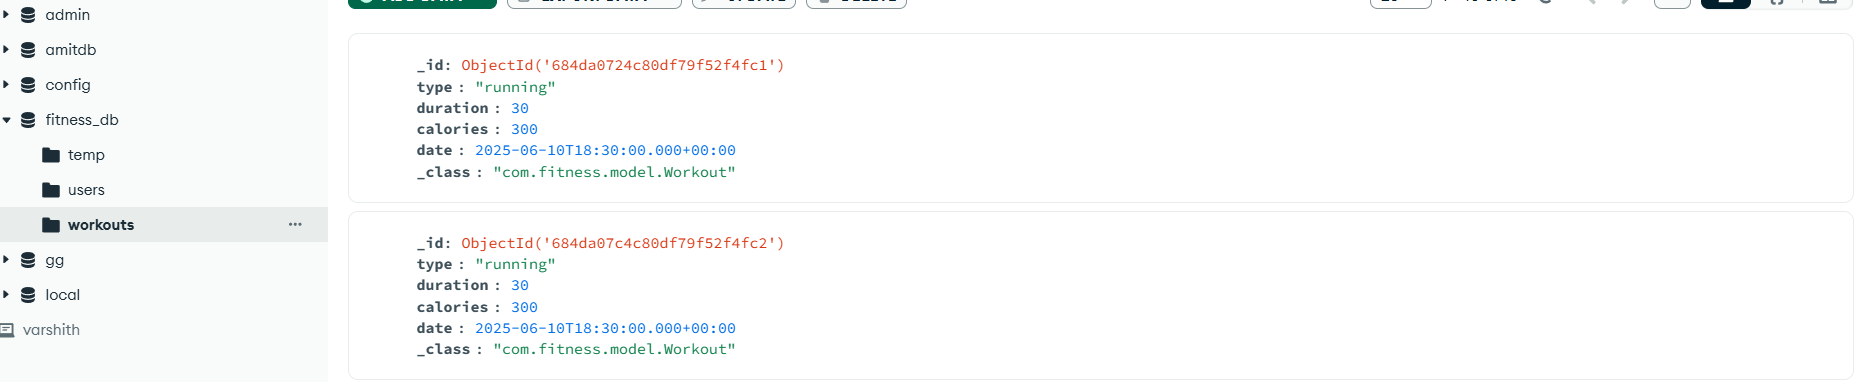 admin
amitdb
config
fitness_db
temp
users
workouts
gg
local
varshith
_id: ObjectId('684da0724c80df79f52f4fc1')
type : "running"
duration : 30
calories : 300
date : 2025-06-10T18:30:00.000+00:00
_class : "com.fitness.model.Workout"
_id: ObjectId('684da07c4c80df79f52f4fc2')
type : "running"
duration : 30
calories : 300
date : 2025-06-10T18:30:00.000+00:00
_class : "com.fitness.model.Workout"